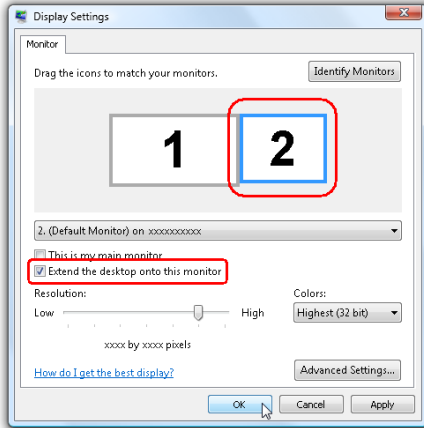 Display Settings
Monitor
Drag the icons to match your monitors.
Identify Monitors
1
2
2. (Default Monitor) on xxxxxxxxxx
This is my main monitor
Extend the desktop onto this monitor
Resolution:
Colors:
Low
High
Highest (32 bit)
xxxx by xxxx pixels
How do I get the best display?
Advanced Settings...
OK
Cancel
Apply